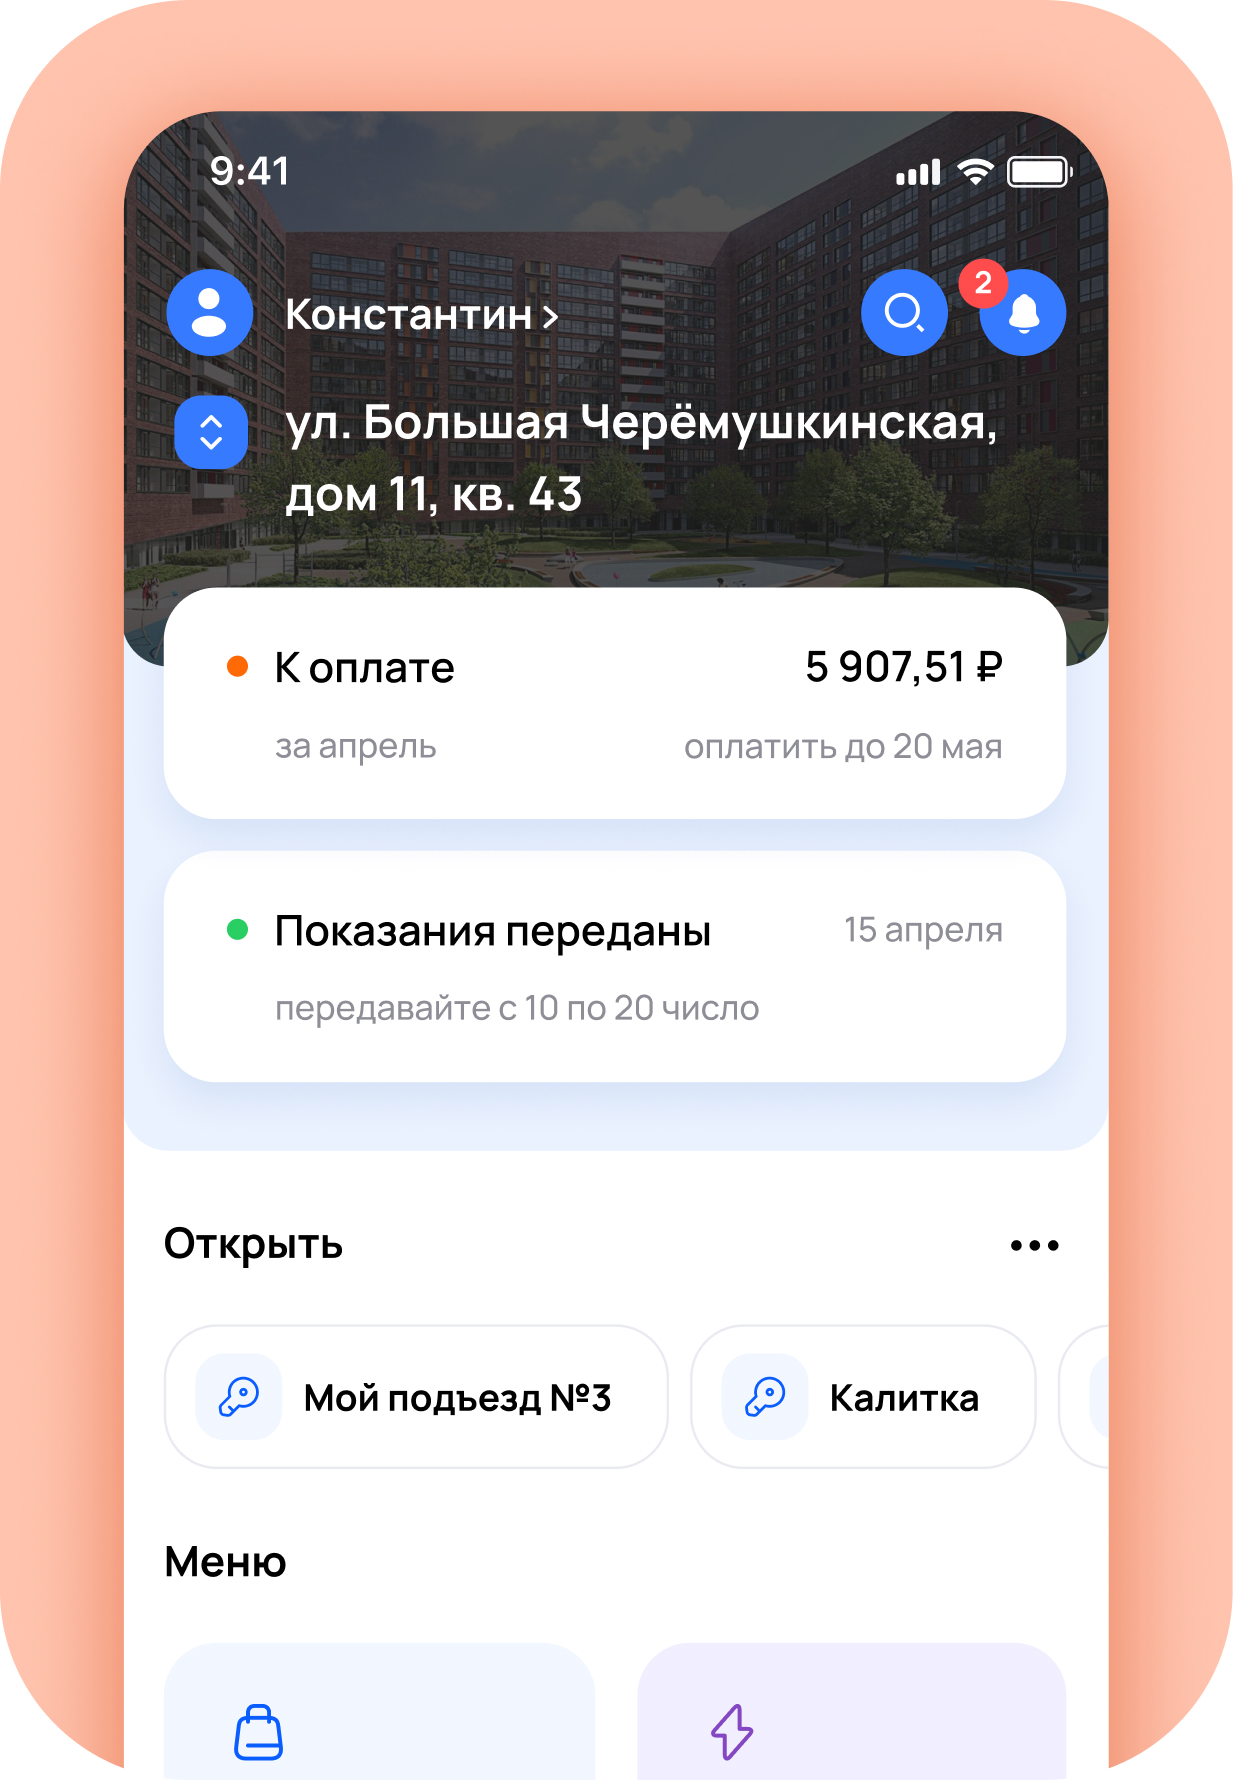 9:41
Константин
2
ул. Большая Черёмушкинская,
дом 11, кв. 43
К оплате 5 907,51 ₽
за апрель оплатить до 20 мая
Показания переданы 15 апреля
передавайте с 10 по 20 число
Открыть
Мой подъезд №3 Калитка
Меню